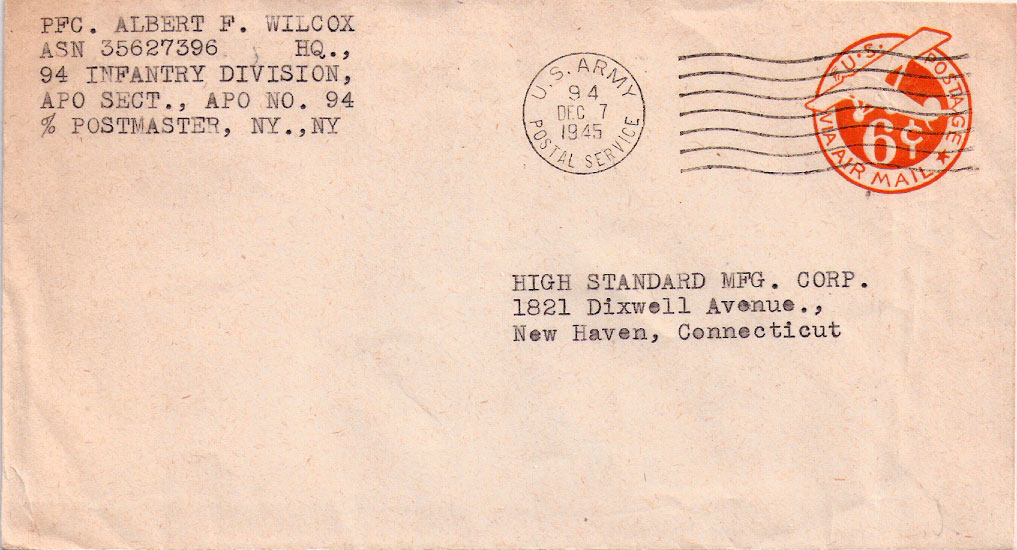 PFC. ALBERT F. WILCOX
ASN 35627396 HQ.,
94 INFANTRY DIVISION,
APO SECT., APO NO. 94
% POSTMASTER, NY.,NY
U.S. ARMY
94
DEC 7
1945
POSTAL SERVICE
U.S. POSTAGE
6¢
VIA AIR MAIL
HIGH STANDARD MFG. CORP.
1821 Dixwell Avenue.,
New Haven, Connecticut